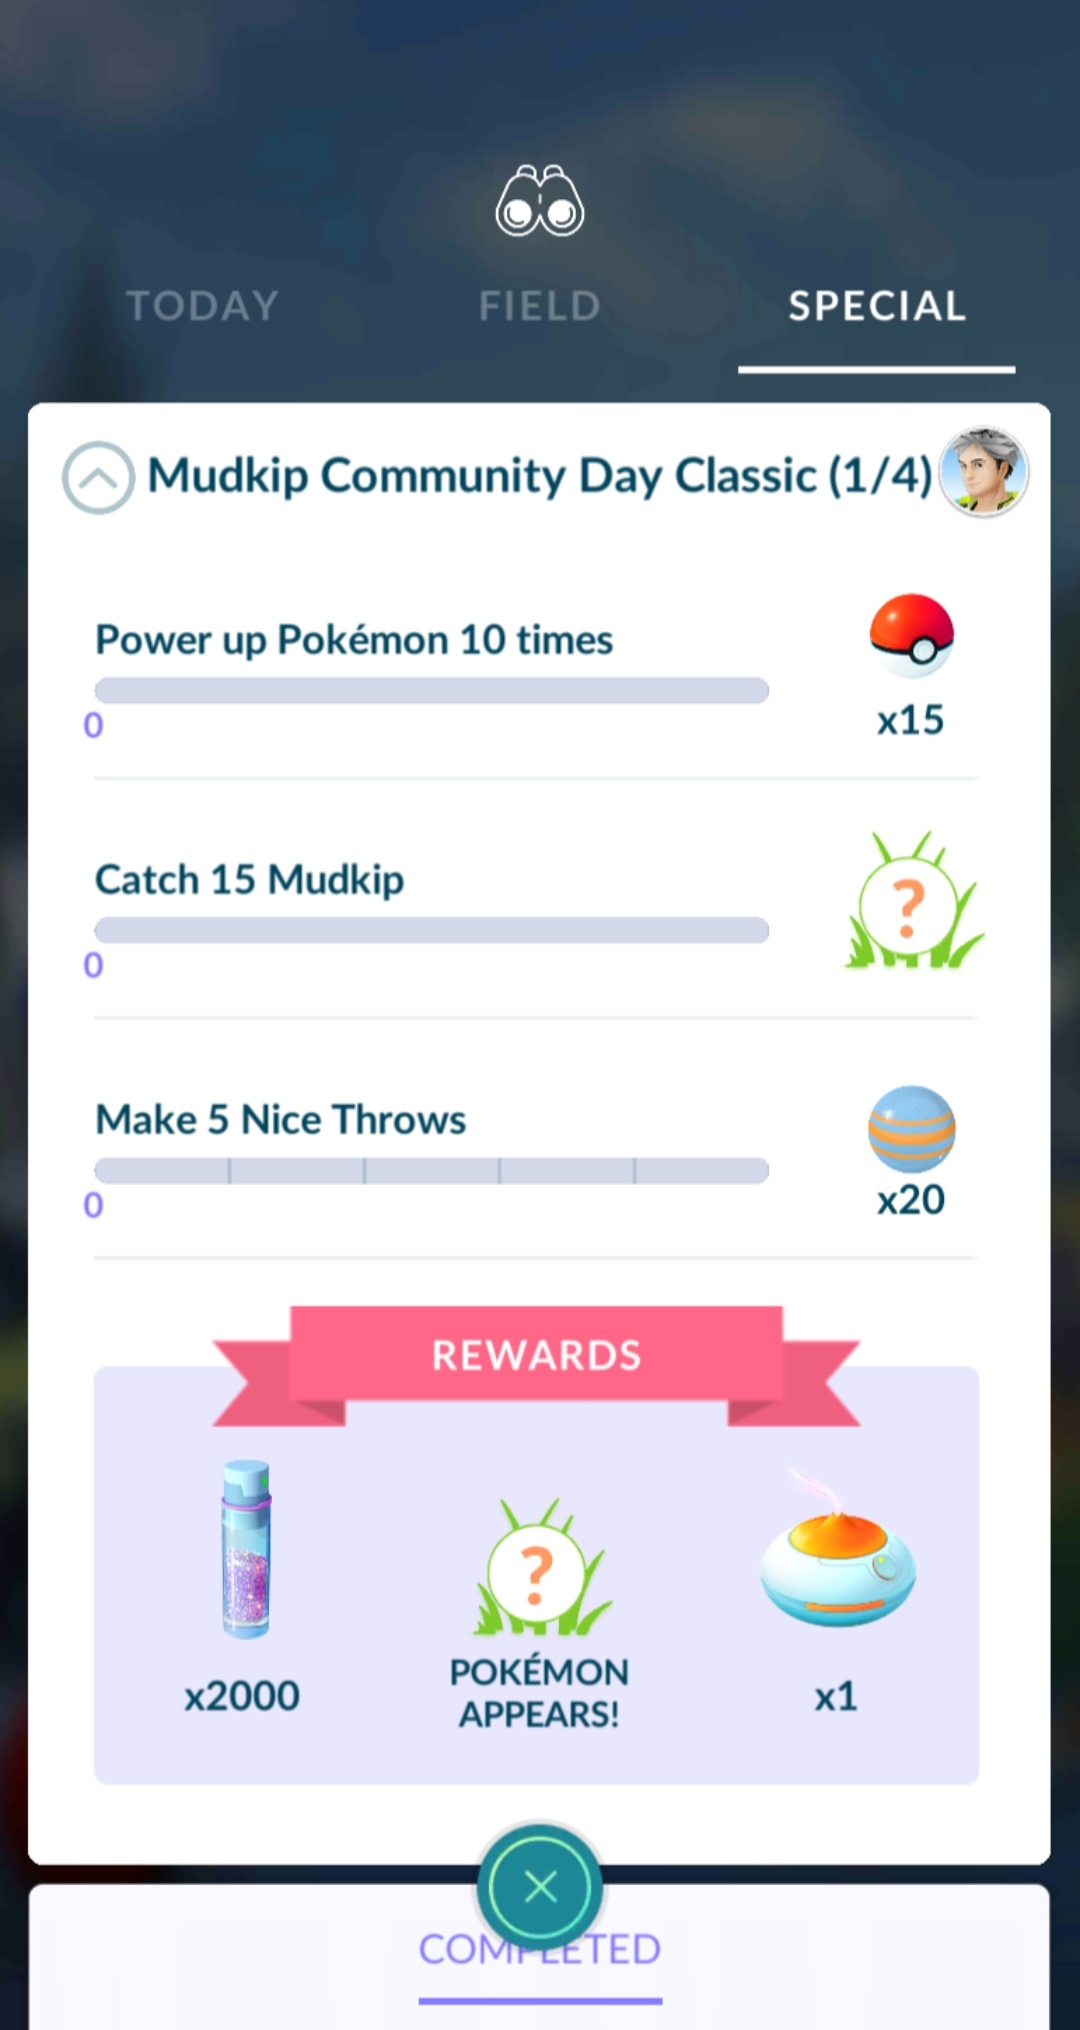 TODAY FIELD SPECIAL
Mudkip Community Day Classic (1/4)
Power up Pokémon 10 times
0
x15
Catch 15 Mudkip
?
0
Make 5 Nice Throws
0
x20
REWARDS
?
POKÉMON
APPEARS!
x2000
x1
COMPLETED